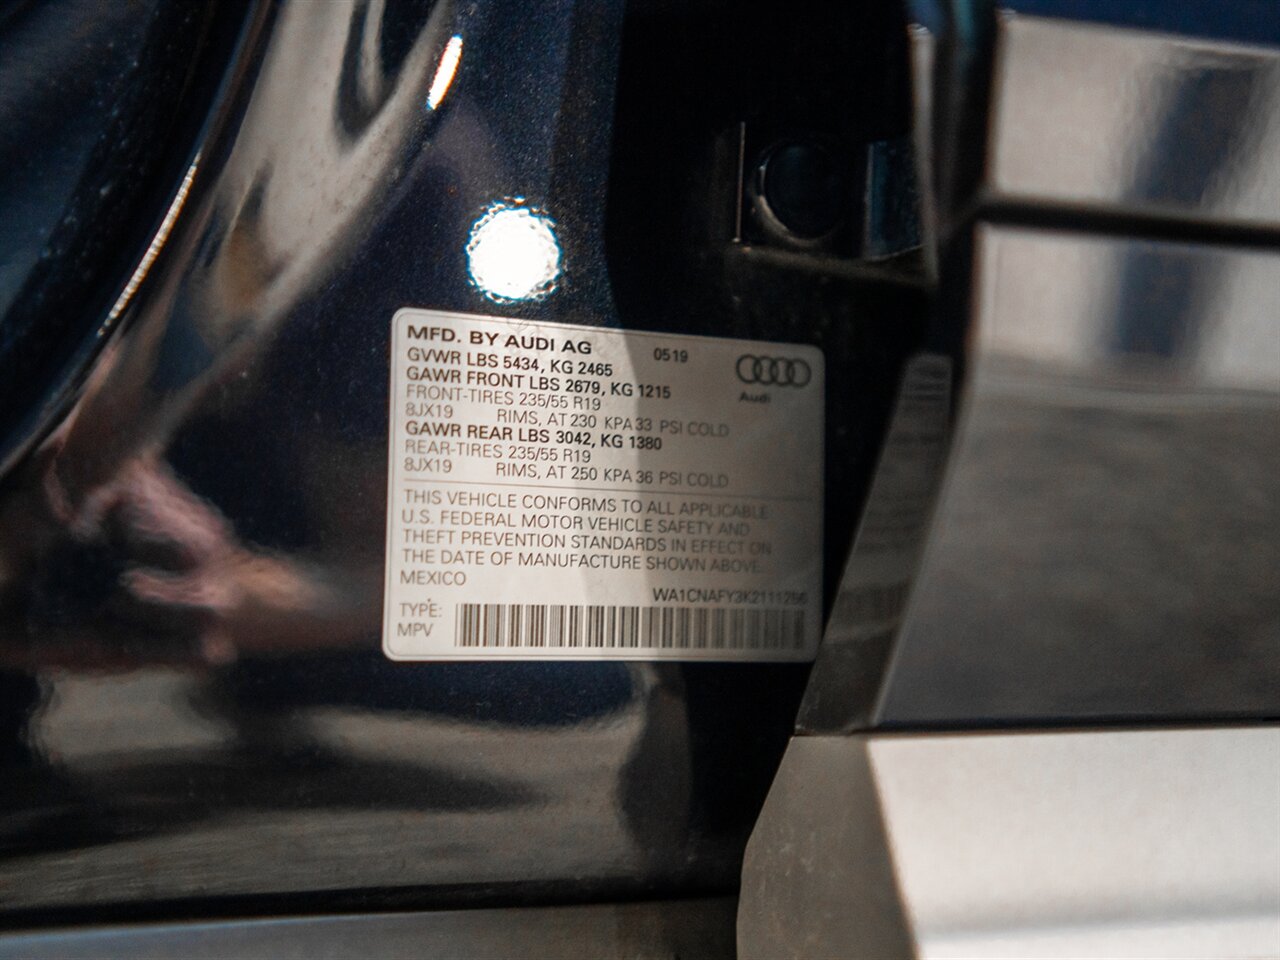 MFD. BY AUDI AG 0519
GVWR LBS 5434, KG 2465
Audi
GAWR FRONT LBS 2679, KG 1215
FRONT-TIRES 235/55 R19
8JX19 RIMS, AT 230 KPA 33 PSI COLD
GAWR REAR LBS 3042, KG 1380
REAR-TIRES 235/55 R19
8JX19 RIMS, AT 250 KPA 36 PSI COLD
THIS VEHICLE CONFORMS TO ALL APPLICABLE
U.S. FEDERAL MOTOR VEHICLE SAFETY AND
THEFT PREVENTION STANDARDS IN EFFECT ON
THE DATE OF MANUFACTURE SHOWN ABOVE.
MEXICO
TYPE:
MPV